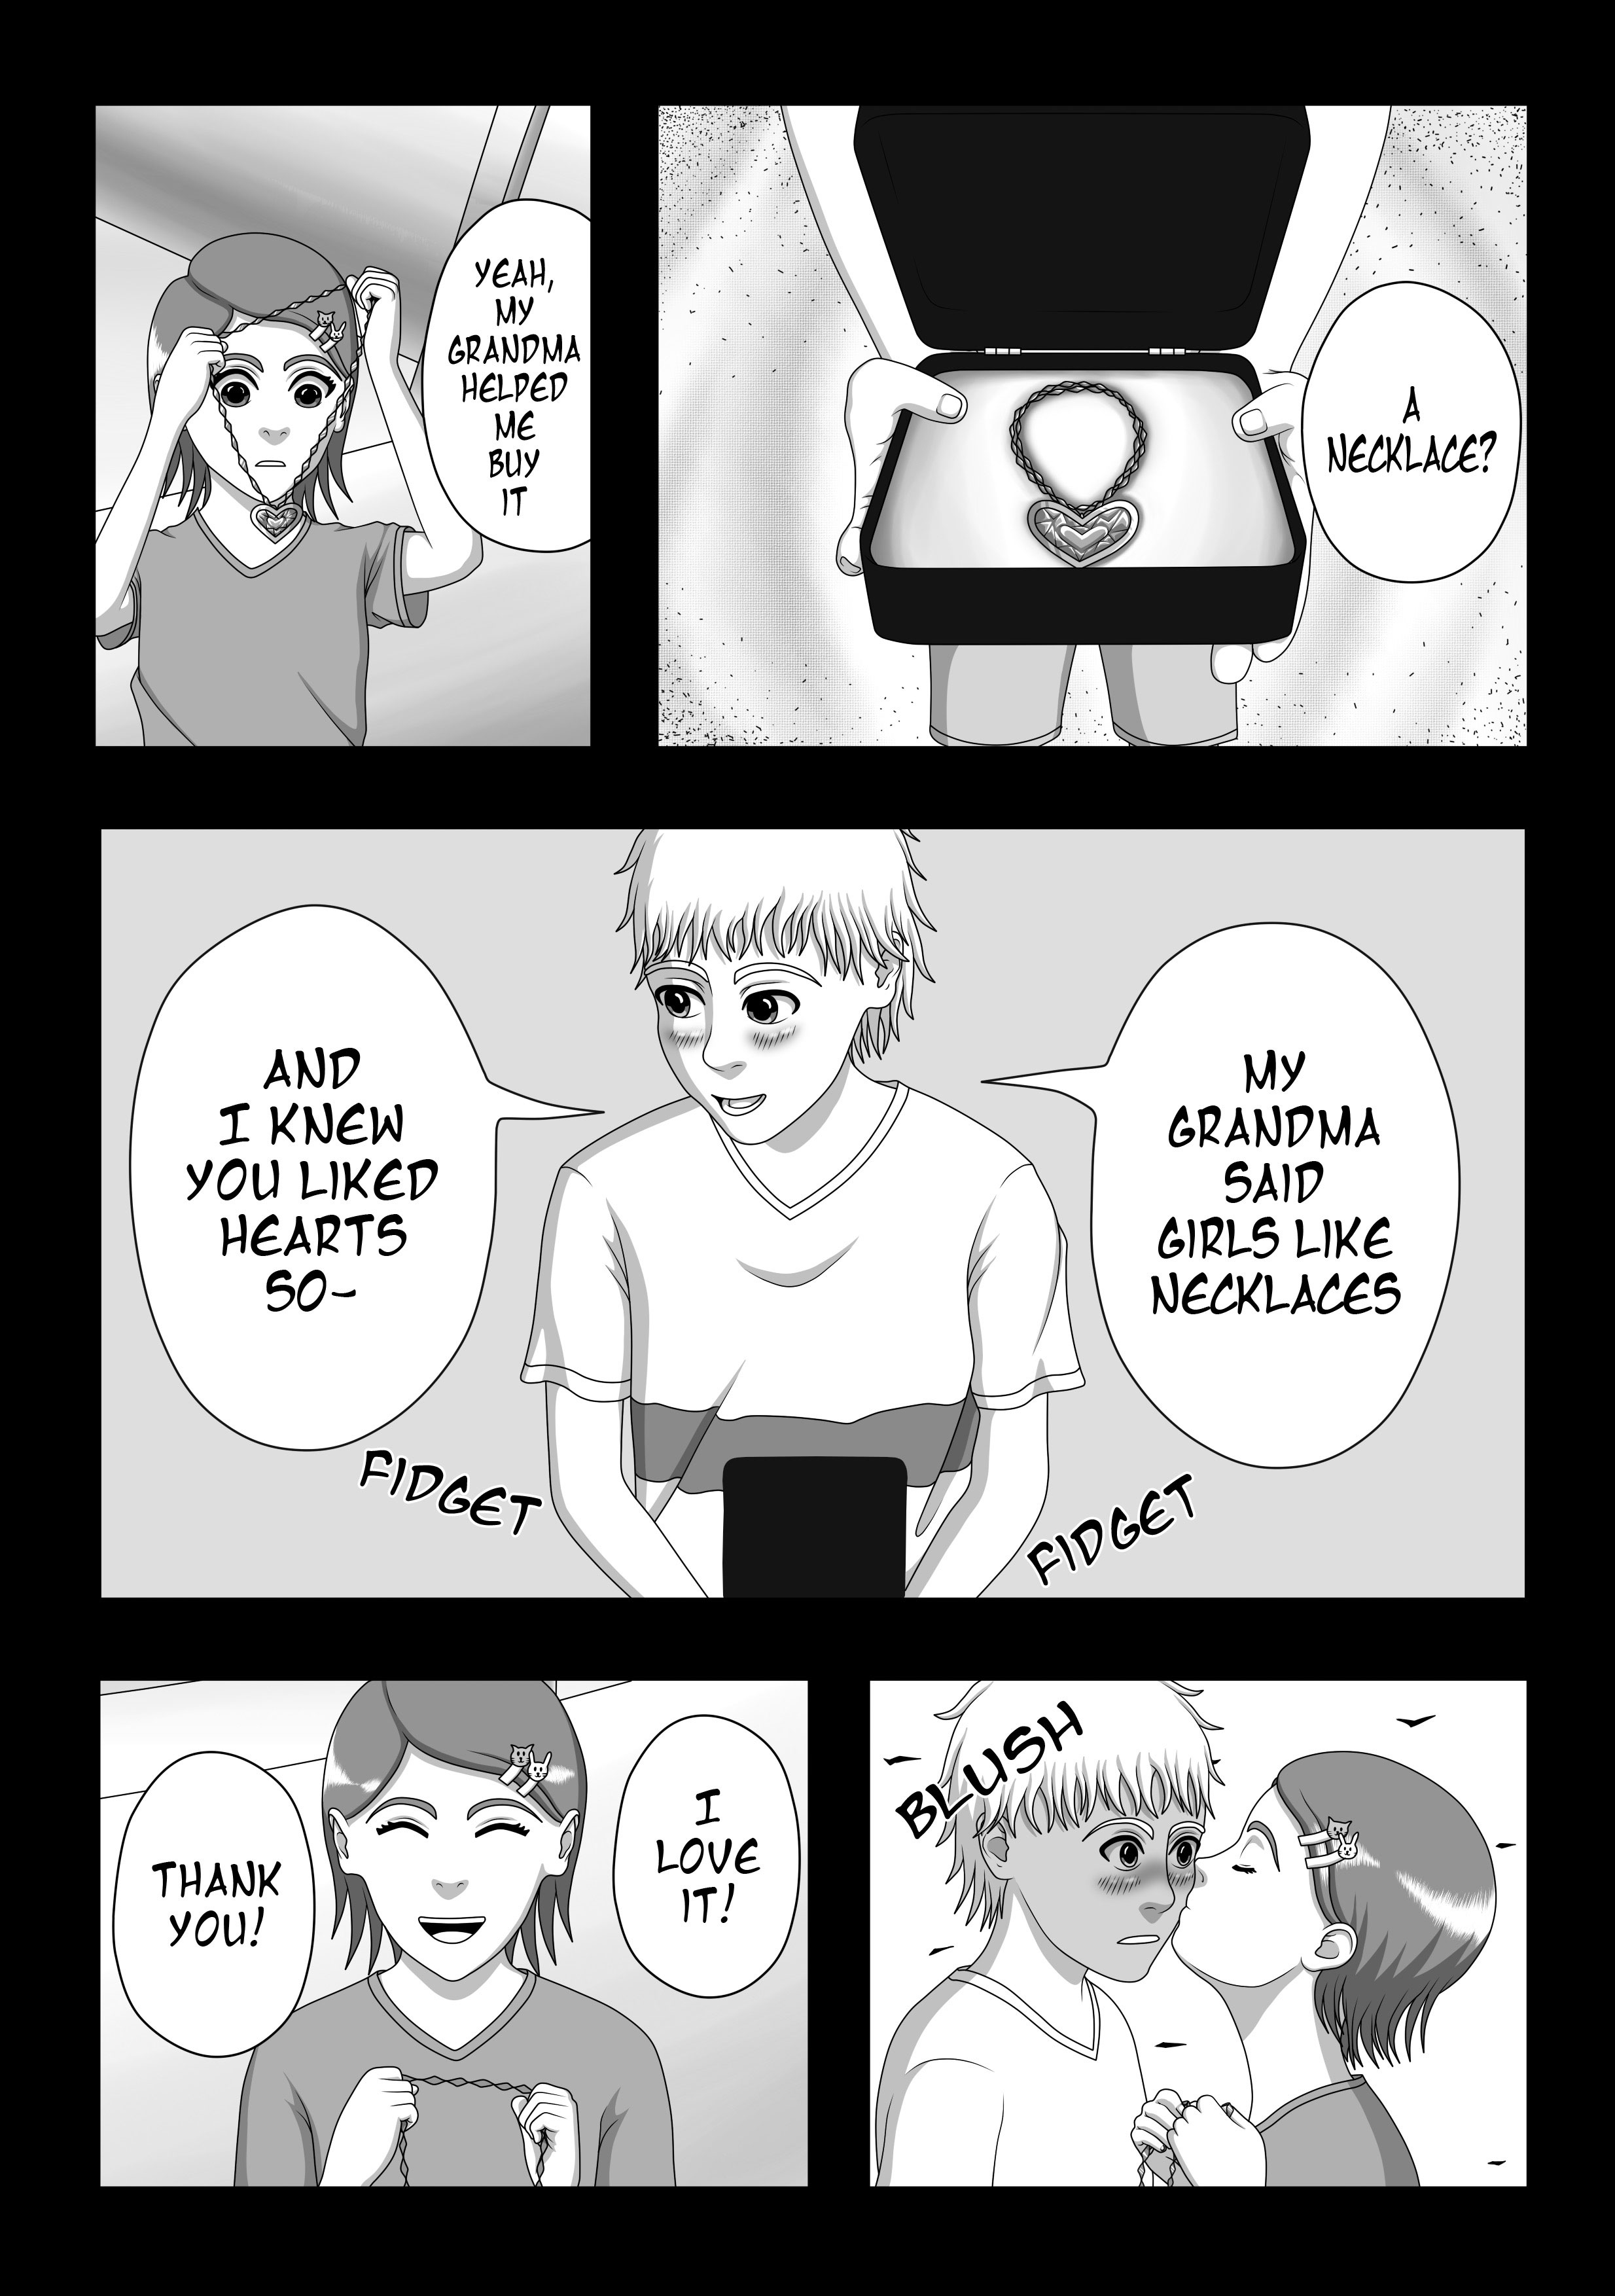 A
NECKLACE?
YEAH,
MY
GRANDMA
HELPED
ME
BUY
IT
MY
GRANDMA
SAID
GIRLS LIKE
NECKLACES
AND
I KNEW
YOU LIKED
HEARTS
SO-
FIDGET
FIDGET
BLUSH
I
LOVE
IT!
THANK
YOU!